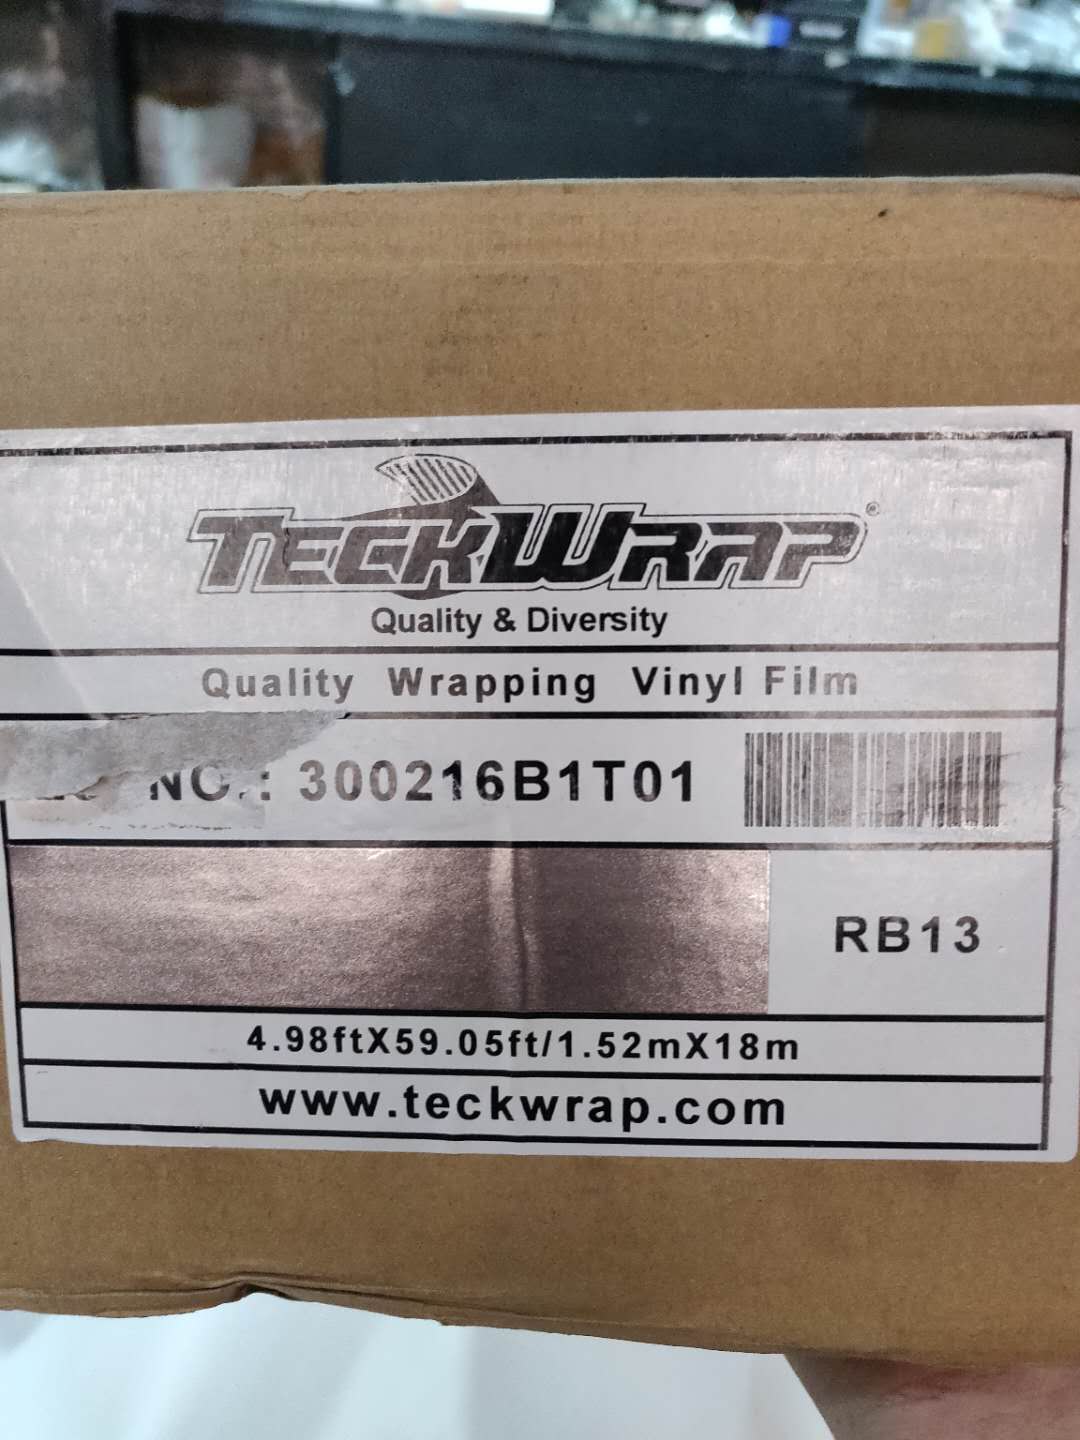 TECKWRAP®
Quality & Diversity
Quality Wrapping Vinyl Film
NO.: 300216B1T01
RB13
4.98ftX59.05ft/1.52mX18m
www.teckwrap.com